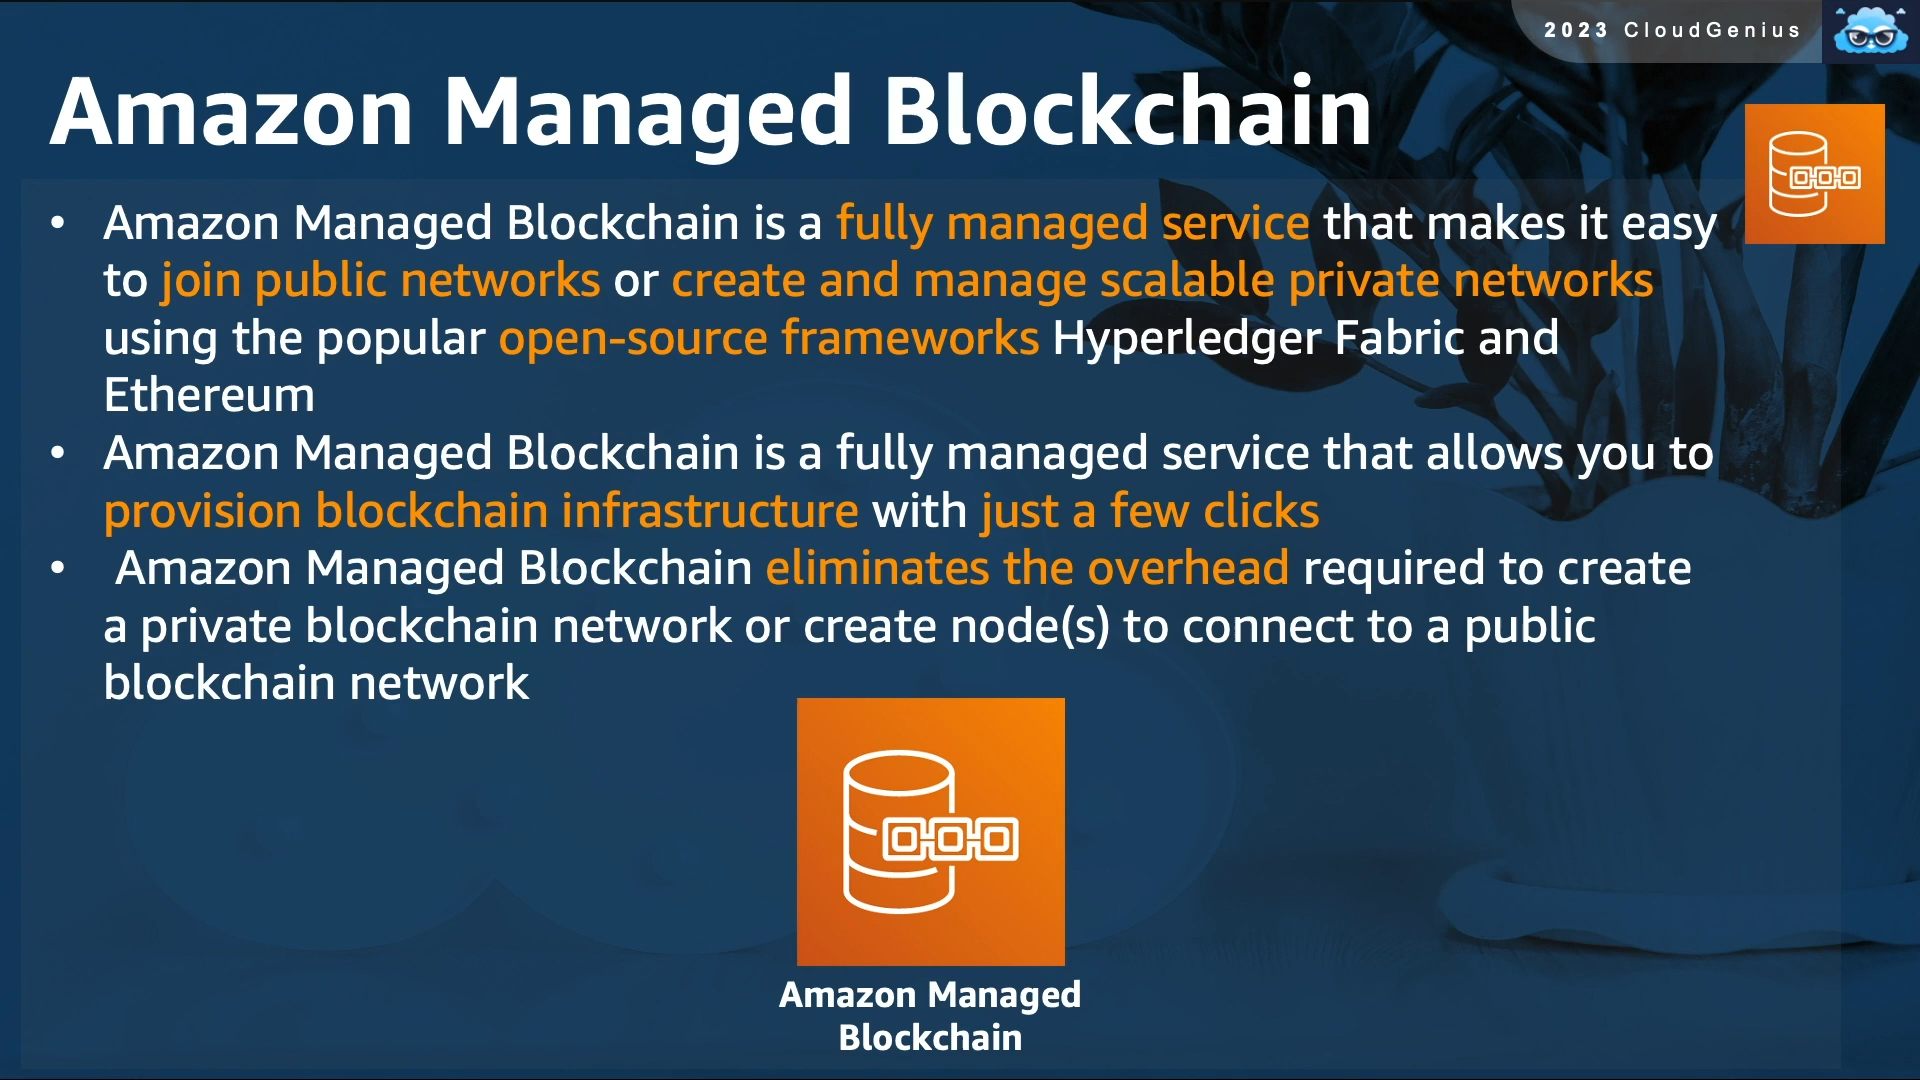 2023 CloudGenius
Amazon Managed Blockchain
• Amazon Managed Blockchain is a fully managed service that makes it easy
to join public networks or create and manage scalable private networks
using the popular open-source frameworks Hyperledger Fabric and
Ethereum
• Amazon Managed Blockchain is a fully managed service that allows you to
provision blockchain infrastructure with just a few clicks
• Amazon Managed Blockchain eliminates the overhead required to create
a private blockchain network or create node(s) to connect to a public
blockchain network
Amazon Managed
Blockchain